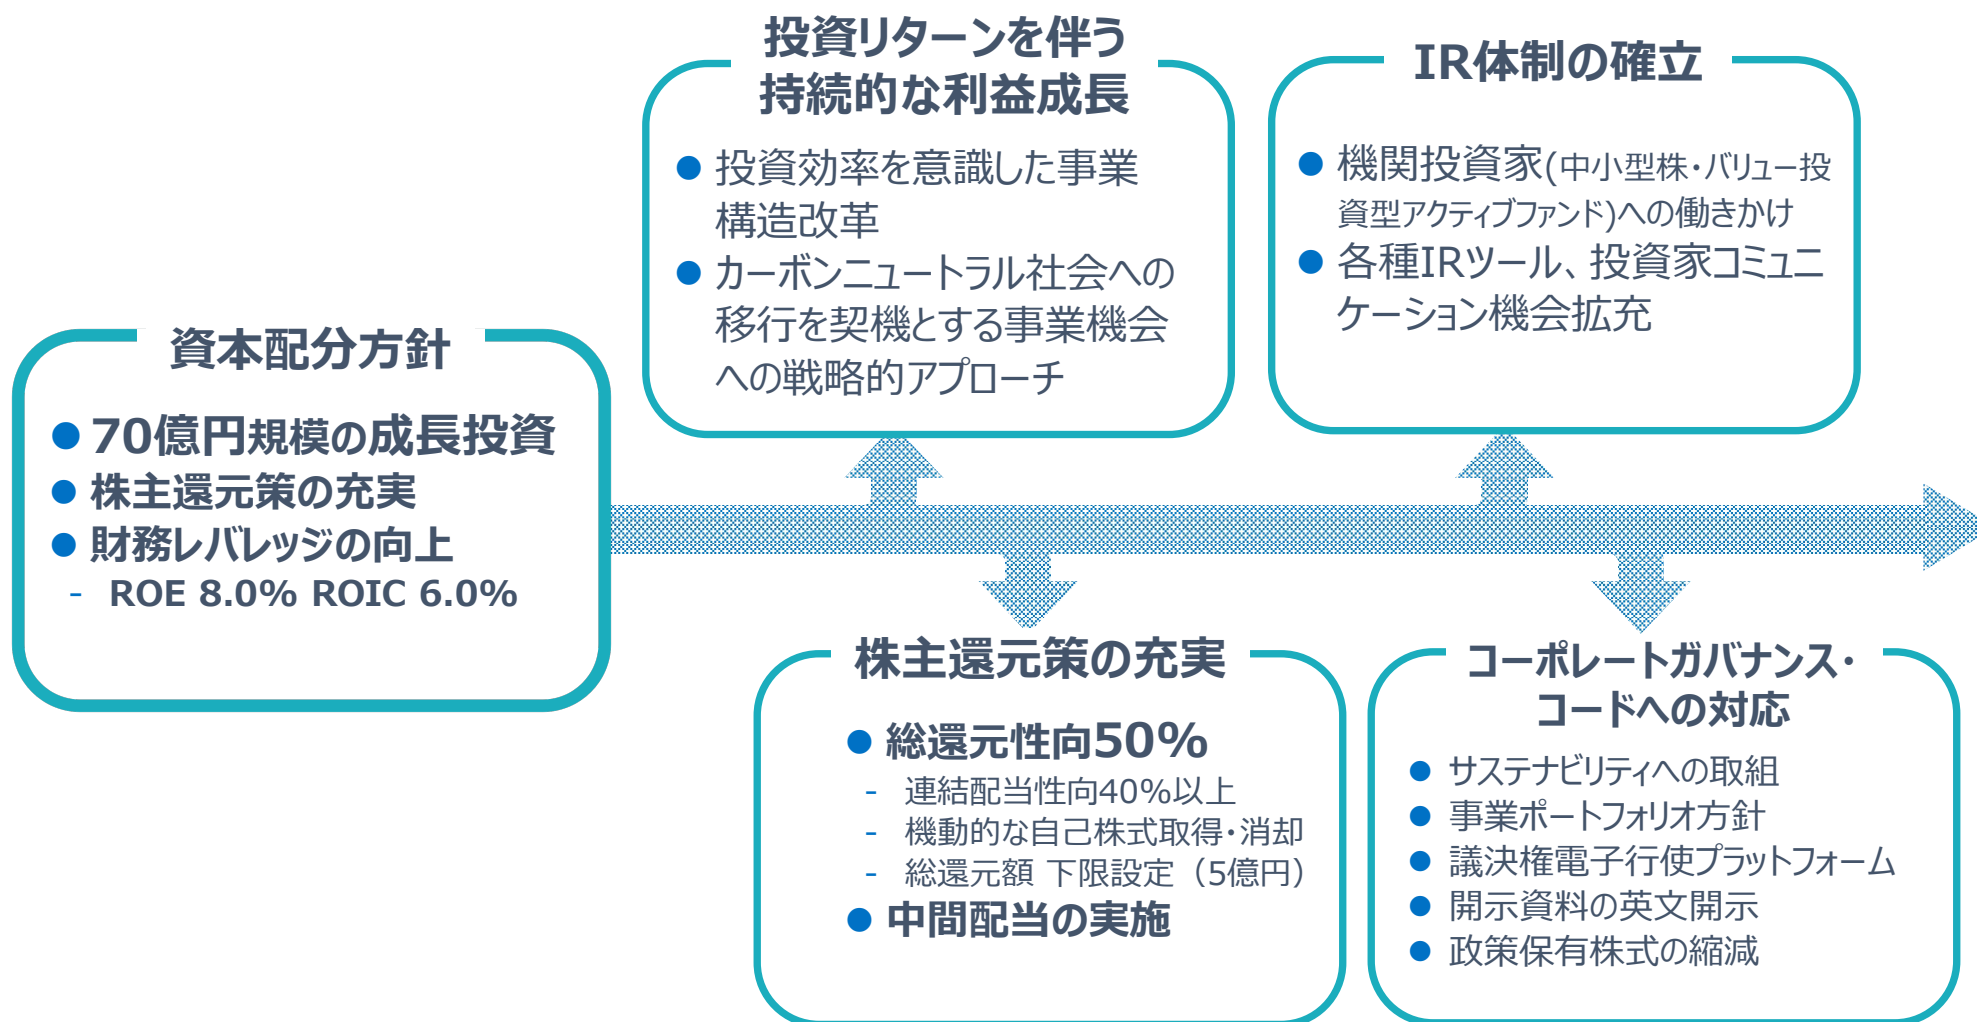 資本配分方針
● 70億円規模の成長投資
● 株主還元策の充実
● 財務レバレッジの向上
- ROE 8.0% ROIC 6.0%
投資リターンを伴う
持続的な利益成長
● 投資効率を意識した事業
構造改革
● カーボンニュートラル社会への
移行を契機とする事業機会
への戦略的アプローチ
IR体制の確立
● 機関投資家(中小型株・バリュー投
資型アクティブファンド)への働きかけ
● 各種IRツール、投資家コミュニ
ケーション機会拡充
株主還元策の充実
● 総還元性向50%
- 連結配当性向40%以上
- 機動的な自己株式取得・消却
- 総還元額 下限設定（5億円）
● 中間配当の実施
コーポレートガバナンス・
コードへの対応
● サステナビリティへの取組
● 事業ポートフォリオ方針
● 議決権電子行使プラットフォーム
● 開示資料の英文開示
● 政策保有株式の縮減